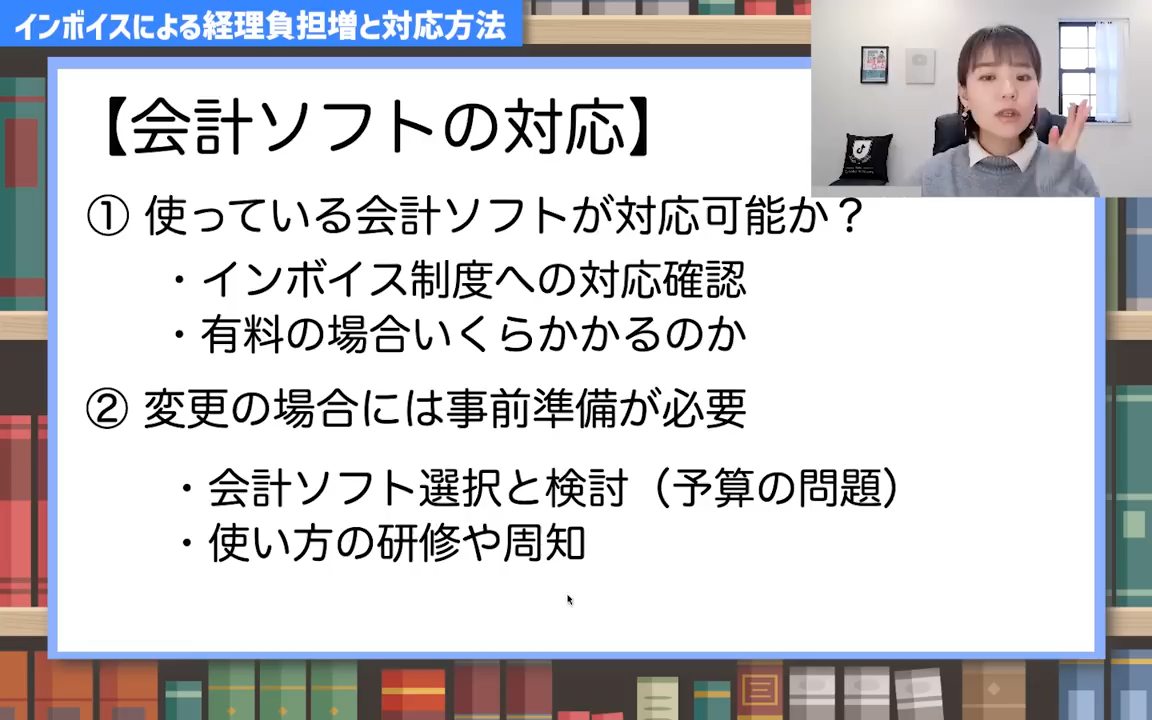 インボイスによる経理負担増と対応方法
【会計ソフトの対応】
① 使っている会計ソフトが対応可能か？
・インボイス制度への対応確認
・有料の場合いくらかかるのか
② 変更の場合には事前準備が必要
・会計ソフト選択と検討（予算の問題）
・使い方の研修や周知